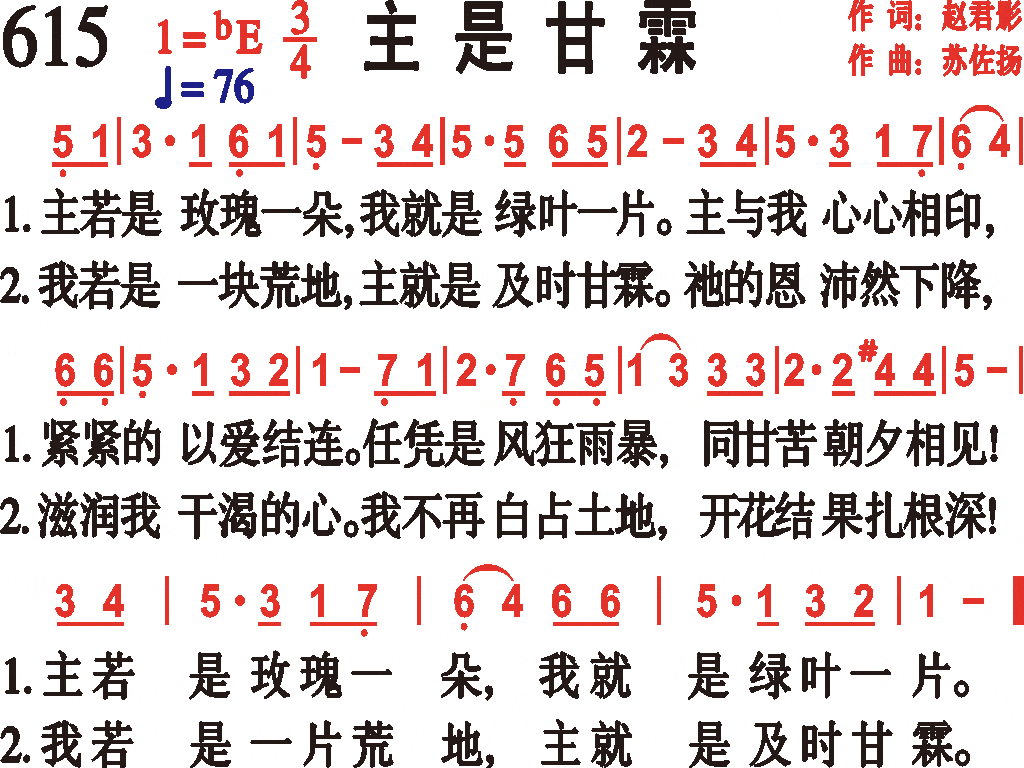 615 1=♭E 3/4 主是甘霖 作 词：赵君影
♩=76 作 曲：苏佐扬
5 1|3·1 6 1|5 - 3 4|5·5 6 5|2 - 3 4|5·3 1 7|6 4|
1.主若是 玫瑰一朵,我就是 绿叶一片。主与我 心心相印,
2.我若是 一块荒地,主就是 及时甘霖。祂的恩 沛然下降,
6 6|5·1 3 2|1 - 7 1|2·7 6 5|1 3 3 3|2·2 #4 4|5 -|
1.紧紧的 以爱结连。任凭是 风狂雨暴, 同甘苦 朝夕相见!
2.滋润我 干渴的心。我不再 白占土地, 开花结 果扎根深!
3 4|5·3 1 7|6 4 6 6|5·1 3 2|1 -
1.主若 是玫瑰一 朵, 我就 是绿叶一 片。
2.我若 是一片荒 地, 主就 是及时甘 霖。